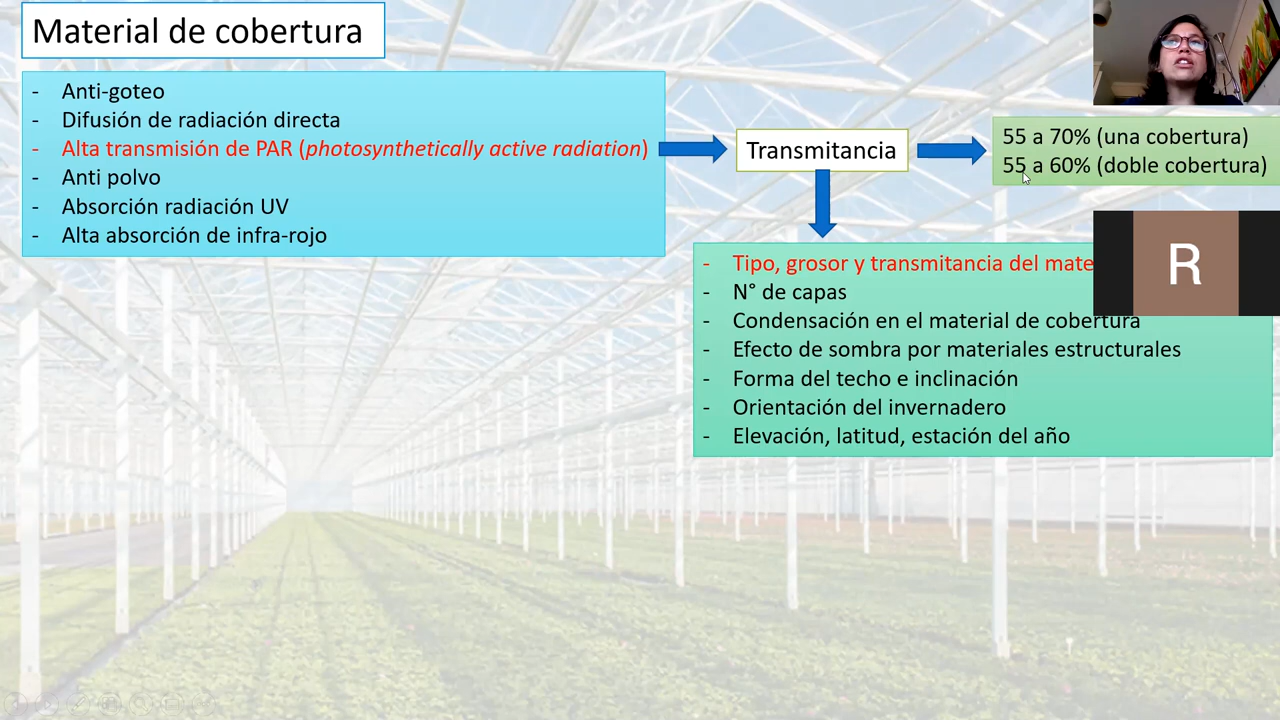 Material de cobertura
- Anti-goteo
- Difusión de radiación directa
- Alta transmisión de PAR (photosynthetically active radiation)
- Anti polvo
- Absorción radiación UV
- Alta absorción de infra-rojo
Transmitancia
55 a 70% (una cobertura)
55 a 60% (doble cobertura)
- Tipo, grosor y transmitancia del
- N° de capas
- Condensación en el material de cobertura
- Efecto de sombra por materiales estructurales
- Forma del techo e inclinación
- Orientación del invernadero
- Elevación, latitud, estación del año
R